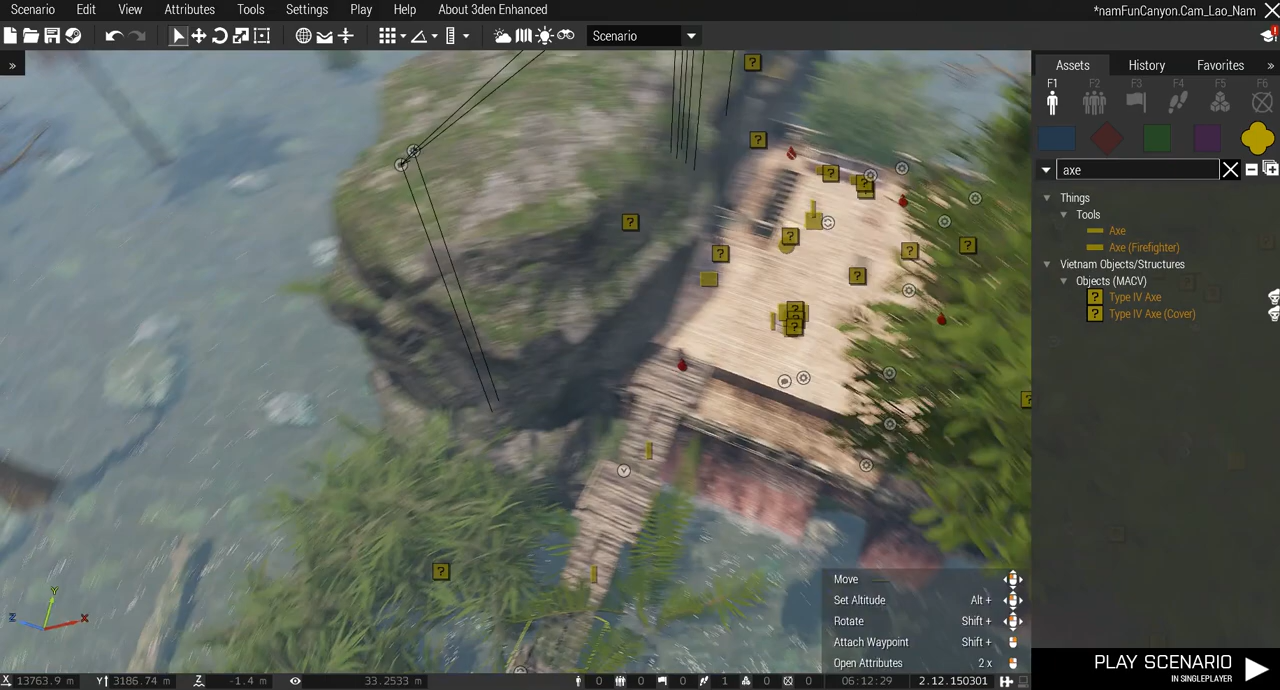 Scenario Edit View Attributes Tools Settings Play Help About 3den Enhanced *namFunCanyon.Cam_Lao_Nam
Scenario
»
Assets History Favorites »
F1 F2 F3 F4 F5 F6
axe
Things
Tools
Axe
Axe (Firefighter)
Vietnam Objects/Structures
Objects (MACV)
? Type IV Axe
? Type IV Axe (Cover)
Move
Set Altitude Alt +
Rotate Shift +
Attach Waypoint Shift +
Open Attributes 2 x
Y
Z X
PLAY SCENARIO
IN SINGLEPLAYER
X 13763.9 m Y 3186.74 m Z -1.4 m 33.2533 m 0 0 0 1 0 0 06:12:29 2.12.150301